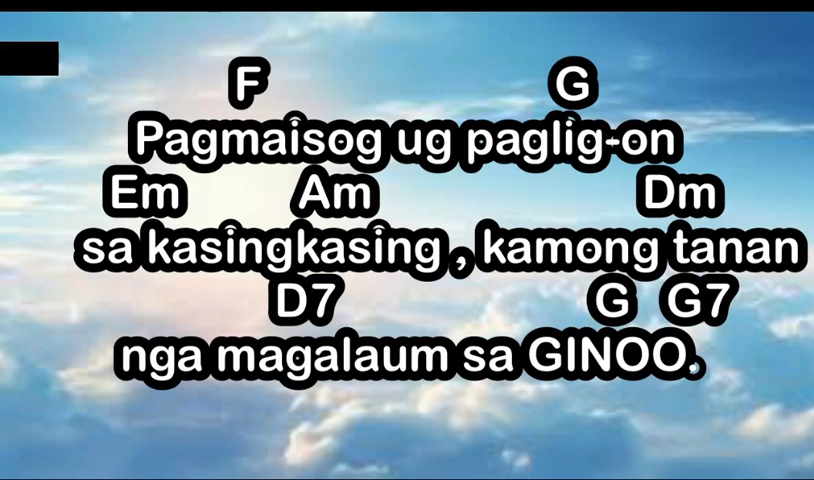 F G
Pagmaisog ug paglig-on
Em Am Dm
sa kasingkasing , kamong tanan
D7 G G7
nga magalaum sa GINOO.